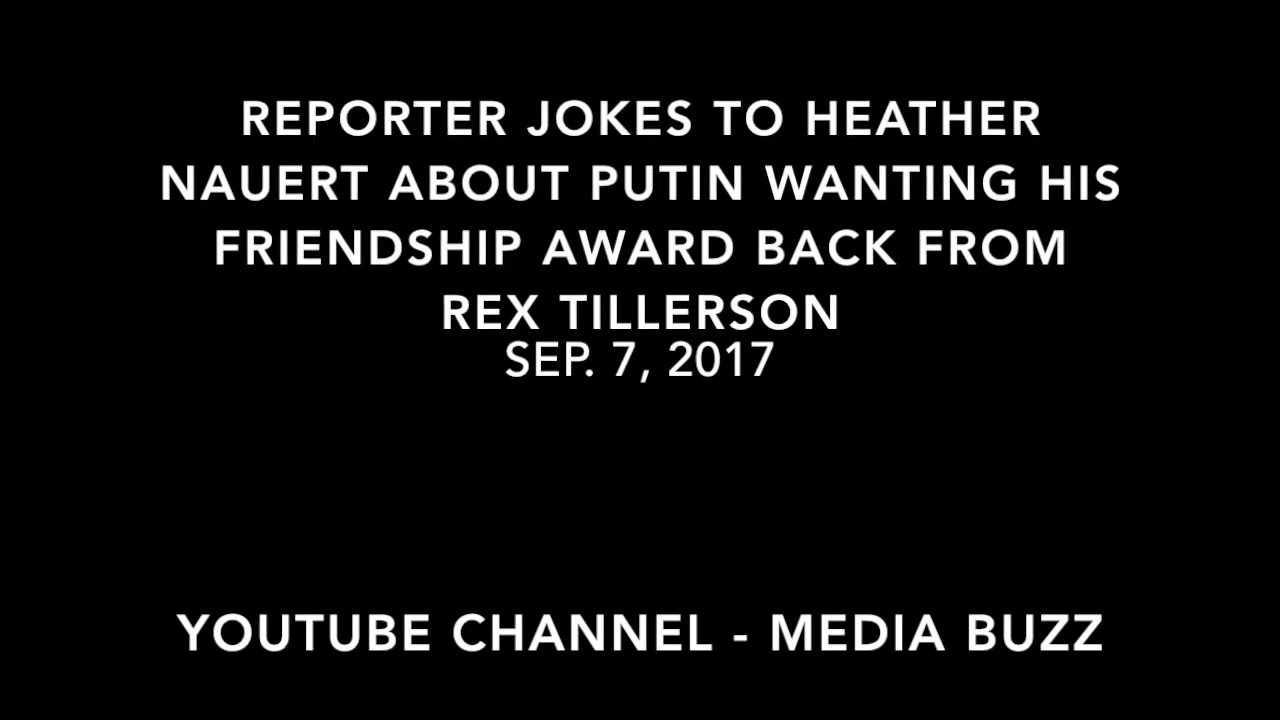 REPORTER JOKES TO HEATHER
NAUERT ABOUT PUTIN WANTING HIS
FRIENDSHIP AWARD BACK FROM
REX TILLERSON
SEP. 7, 2017
YOUTUBE CHANNEL - MEDIA BUZZ